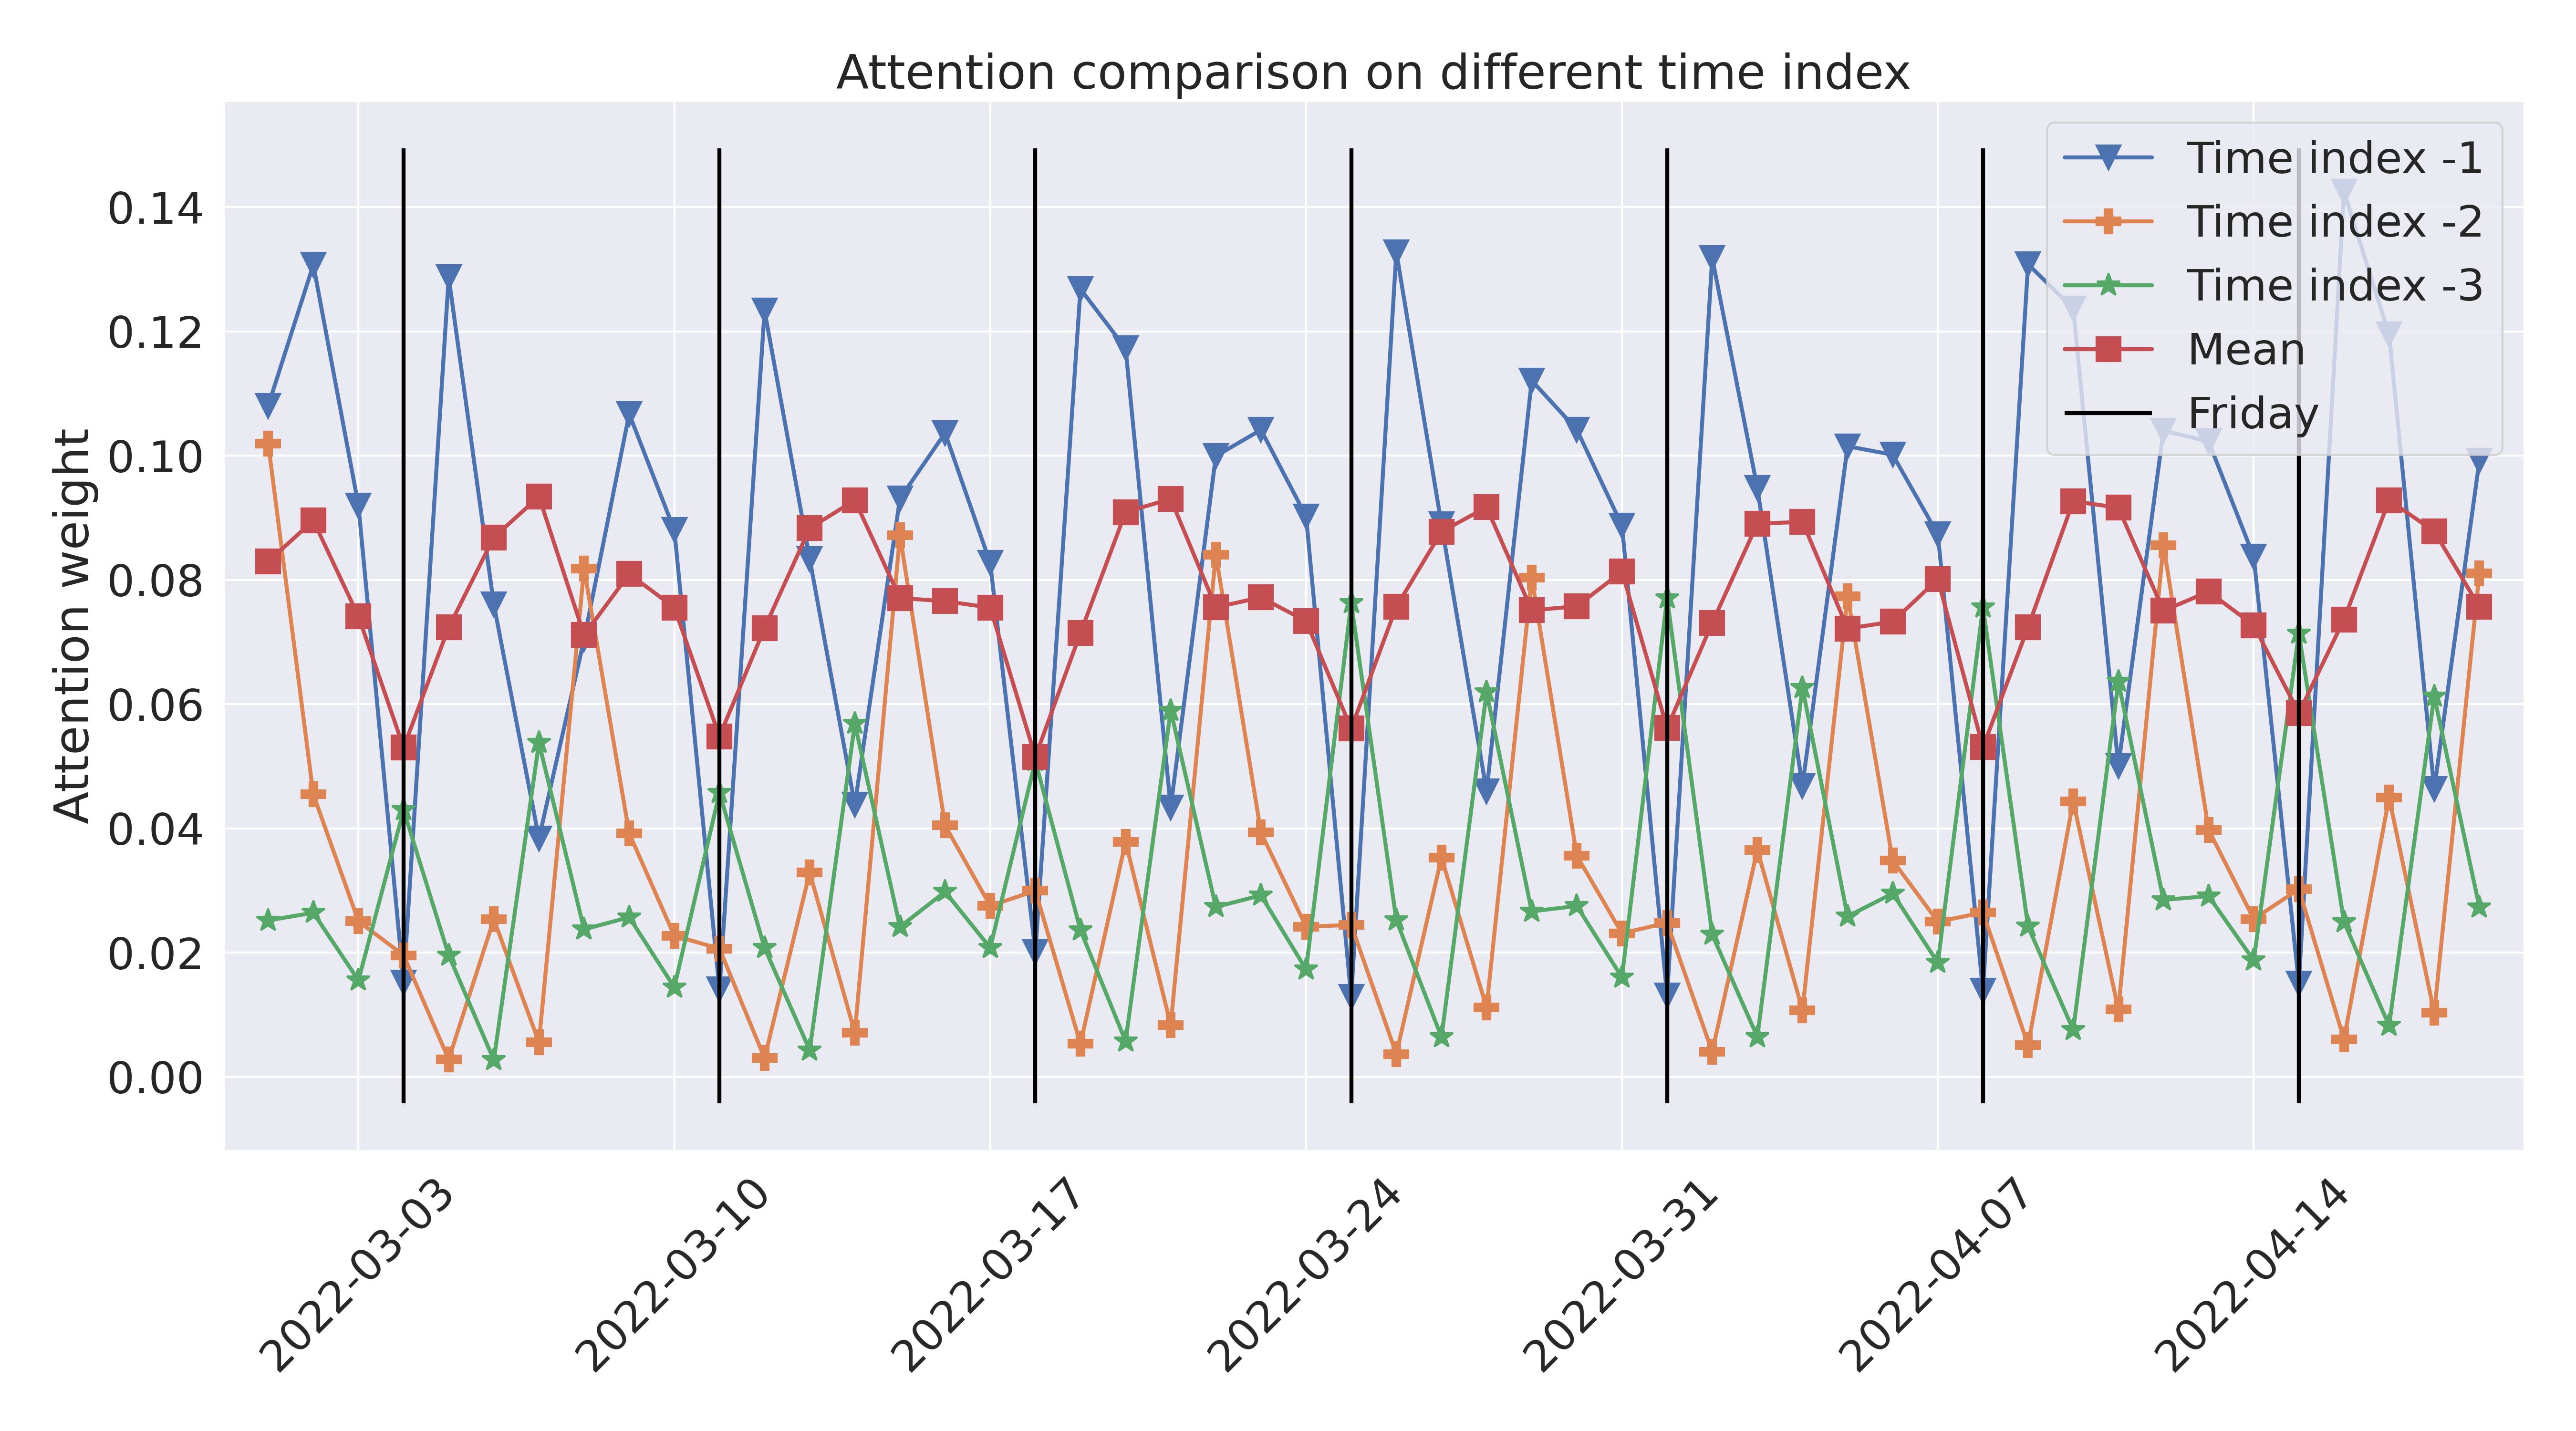 Attention comparison on different time index
Attention weight
0.14
0.12
0.10
0.08
0.06
0.04
0.02
0.00
Time index -1
Time index -2
Time index -3
Mean
Friday
2022-03-03
2022-03-10
2022-03-17
2022-03-24
2022-03-31
2022-04-07
2022-04-14